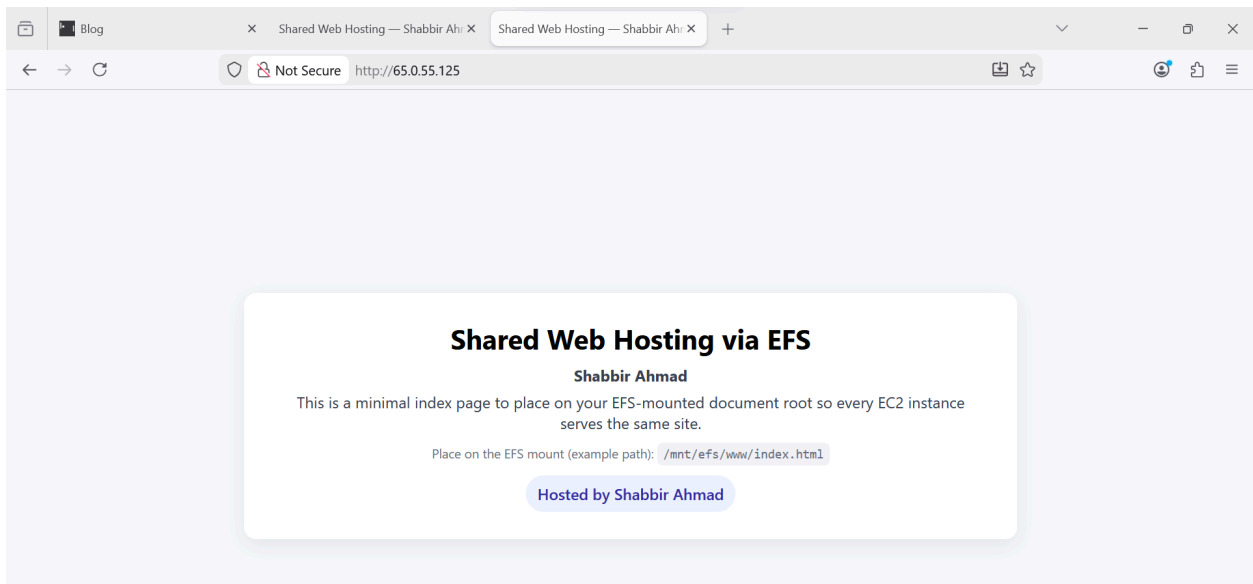 Blog
Shared Web Hosting — Shabbir Ah
Shared Web Hosting — Shabbir Ah
Not Secure
http://65.0.55.125
Shared Web Hosting via EFS
Shabbir Ahmad
This is a minimal index page to place on your EFS-mounted document root so every EC2 instance
serves the same site.
Place on the EFS mount (example path): /mnt/efs/www/index.html
Hosted by Shabbir Ahmad